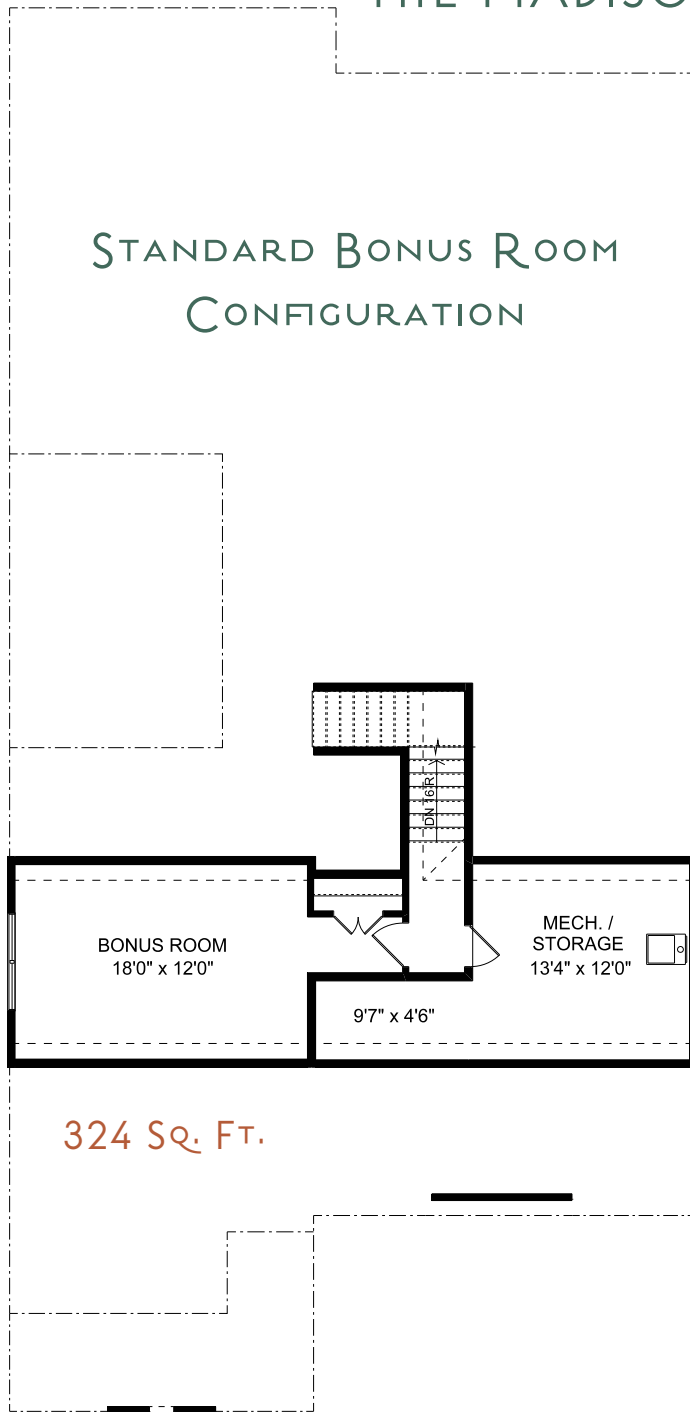 STANDARD BONUS ROOM
CONFIGURATION
DN 16 R
BONUS ROOM
18'0" x 12'0"
MECH. /
STORAGE
13'4" x 12'0"
9'7" x 4'6"
324 SQ. FT.